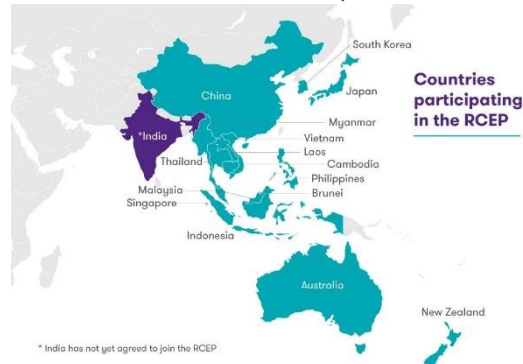 South Korea
China
Japan
Countries
participating
in the RCEP
Myanmar
*India
Vietnam
Laos
Thailand
Cambodia
Philippines
Malaysia
Brunei
Singapore
Indonesia
Australia
New Zealand
* India has not yet agreed to join the RCEP